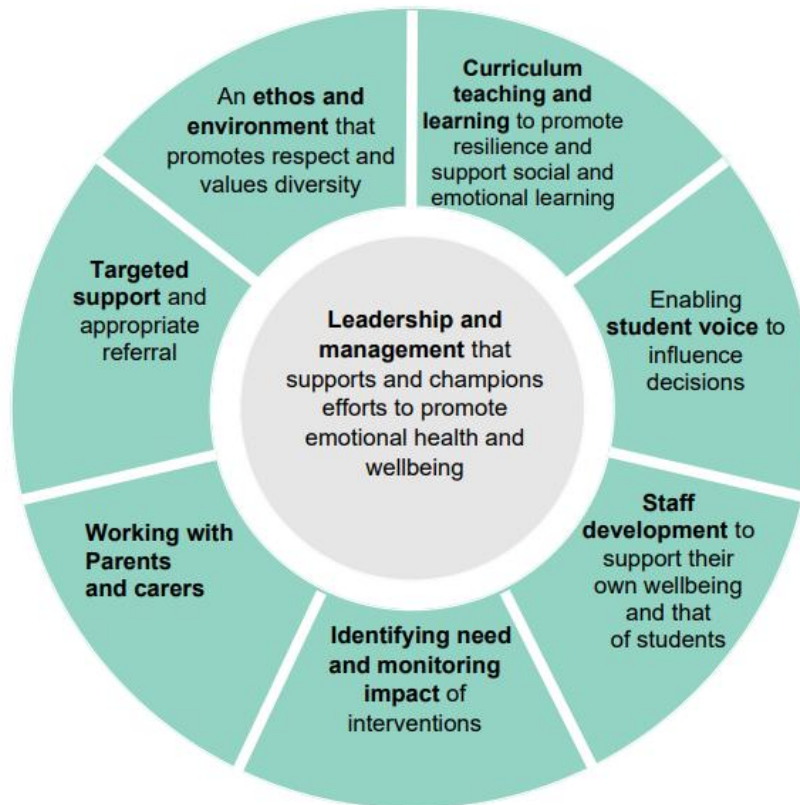 An ethos and
environment that
promotes respect and
values diversity
Curriculum
teaching and
learning to promote
resilience and
support social and
emotional learning
Enabling
student voice to
influence
decisions
Staff
development to
support their
own wellbeing
and that
of students
Identifying need
and monitoring
impact of
interventions
Working with
Parents
and carers
Targeted
support and
appropriate
referral
Leadership and
management that
supports and champions
efforts to promote
emotional health and
wellbeing